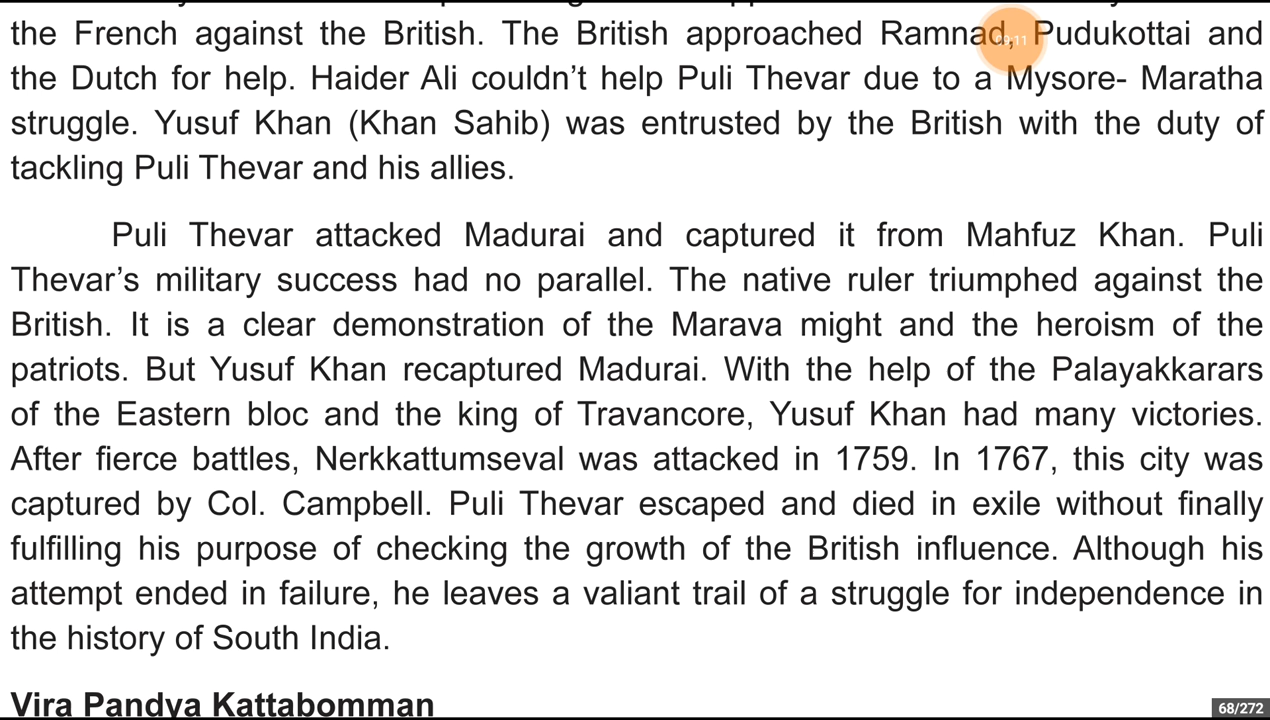 the French against the British. The British approached Ramnad, Pudukottai and
09:11
the Dutch for help. Haider Ali couldn’t help Puli Thevar due to a Mysore- Maratha
struggle. Yusuf Khan (Khan Sahib) was entrusted by the British with the duty of
tackling Puli Thevar and his allies.
Puli Thevar attacked Madurai and captured it from Mahfuz Khan. Puli
Thevar’s military success had no parallel. The native ruler triumphed against the
British. It is a clear demonstration of the Marava might and the heroism of the
patriots. But Yusuf Khan recaptured Madurai. With the help of the Palayakkarars
of the Eastern bloc and the king of Travancore, Yusuf Khan had many victories.
After fierce battles, Nerkkattumseval was attacked in 1759. In 1767, this city was
captured by Col. Campbell. Puli Thevar escaped and died in exile without finally
fulfilling his purpose of checking the growth of the British influence. Although his
attempt ended in failure, he leaves a valiant trail of a struggle for independence in
the history of South India.
Vira Pandya Kattabomman
68/272